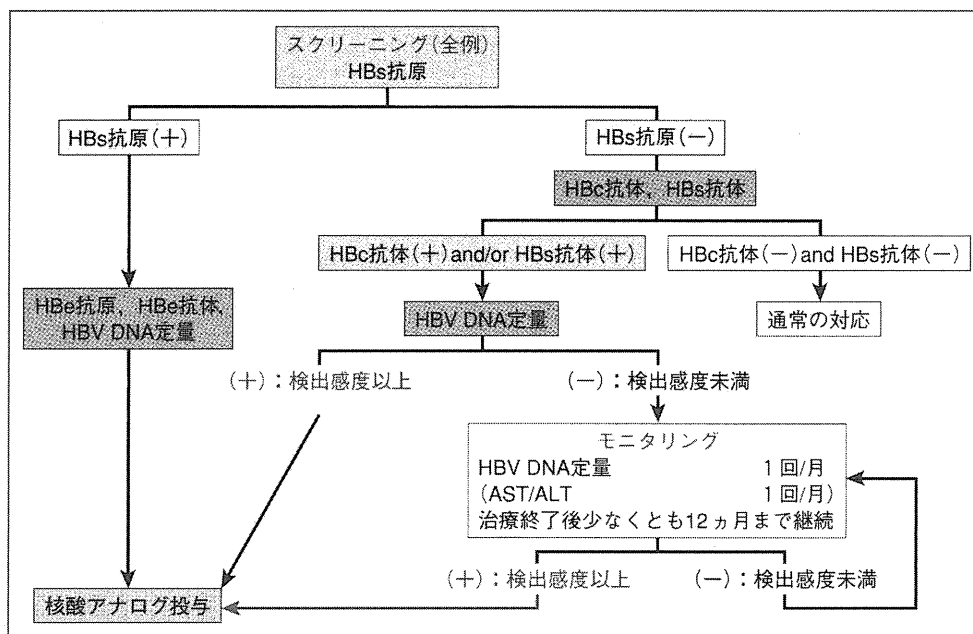 スクリーニング(全例)
HBs抗原
HBs抗原(+)
HBs抗原(-)
HBc抗体, HBs抗体
HBc抗体(+)and/or HBs抗体(+)
HBc抗体(-)and HBs抗体(-)
HBe抗原, HBe抗体,
HBV DNA定量
HBV DNA定量
通常の対応
(+):検出感度以上
(-):検出感度未満
モニタリング
HBV DNA定量 1回/月
(AST/ALT 1回/月)
治療終了後少なくとも12ヵ月まで継続
(+):検出感度以上
(-):検出感度未満
核酸アナログ投与